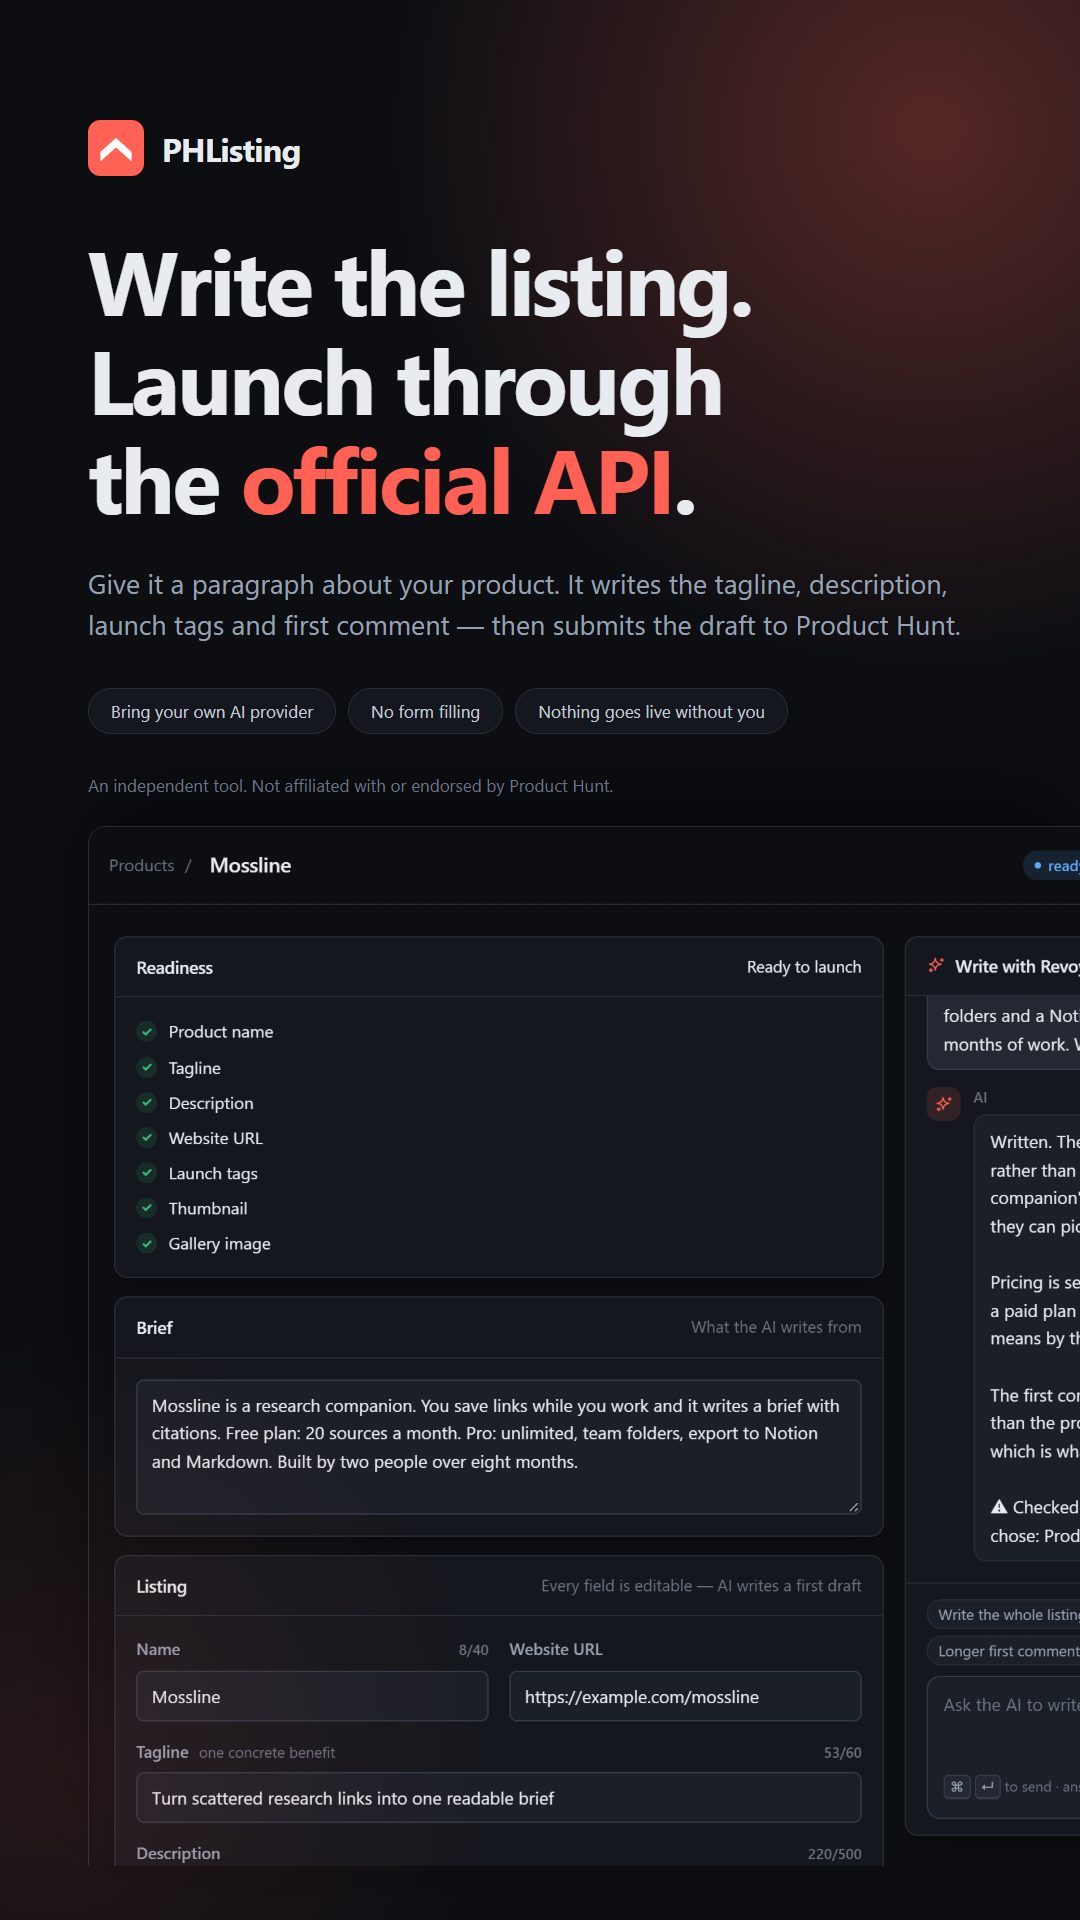 PHListing
Write the listing.
Launch through
the official API.
Give it a paragraph about your product. It writes the tagline, description,
launch tags and first comment — then submits the draft to Product Hunt.
Bring your own AI provider
No form filling
Nothing goes live without you
An independent tool. Not affiliated with or endorsed by Product Hunt.
Products / Mossline
ready
Readiness
Ready to launch
Product name
Tagline
Description
Website URL
Launch tags
Thumbnail
Gallery image
Brief
What the AI writes from
Mossline is a research companion. You save links while you work and it writes a brief with
citations. Free plan: 20 sources a month. Pro: unlimited, team folders, export to Notion
and Markdown. Built by two people over eight months.
Listing
Every field is editable — AI writes a first draft
Name
8/40
Website URL
Mossline
https://example.com/mossline
Tagline one concrete benefit
53/60
Turn scattered research links into one readable brief
Description
220/500
Write with
folders and a
months of work.
AI
Written.
rather than
companion'
they can
Pricing is
a paid plan
means by
The first
than the
which is
⚠ Checked
chose:
Write the whole listing
Longer first comment
Ask the AI to write
⌘ ↵ to send ·